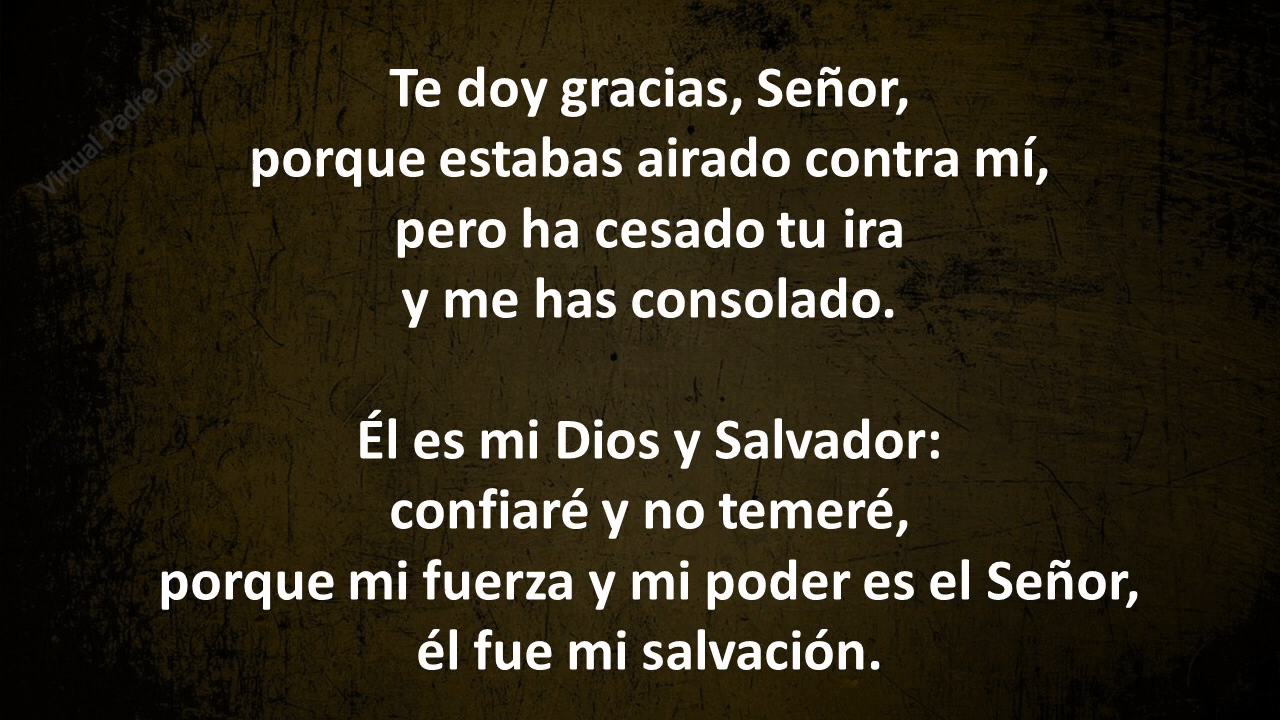 Virtual Padre Didier
Te doy gracias, Señor,
porque estabas airado contra mí,
pero ha cesado tu ira
y me has consolado.
Él es mi Dios y Salvador:
confiaré y no temeré,
porque mi fuerza y mi poder es el Señor,
él fue mi salvación.